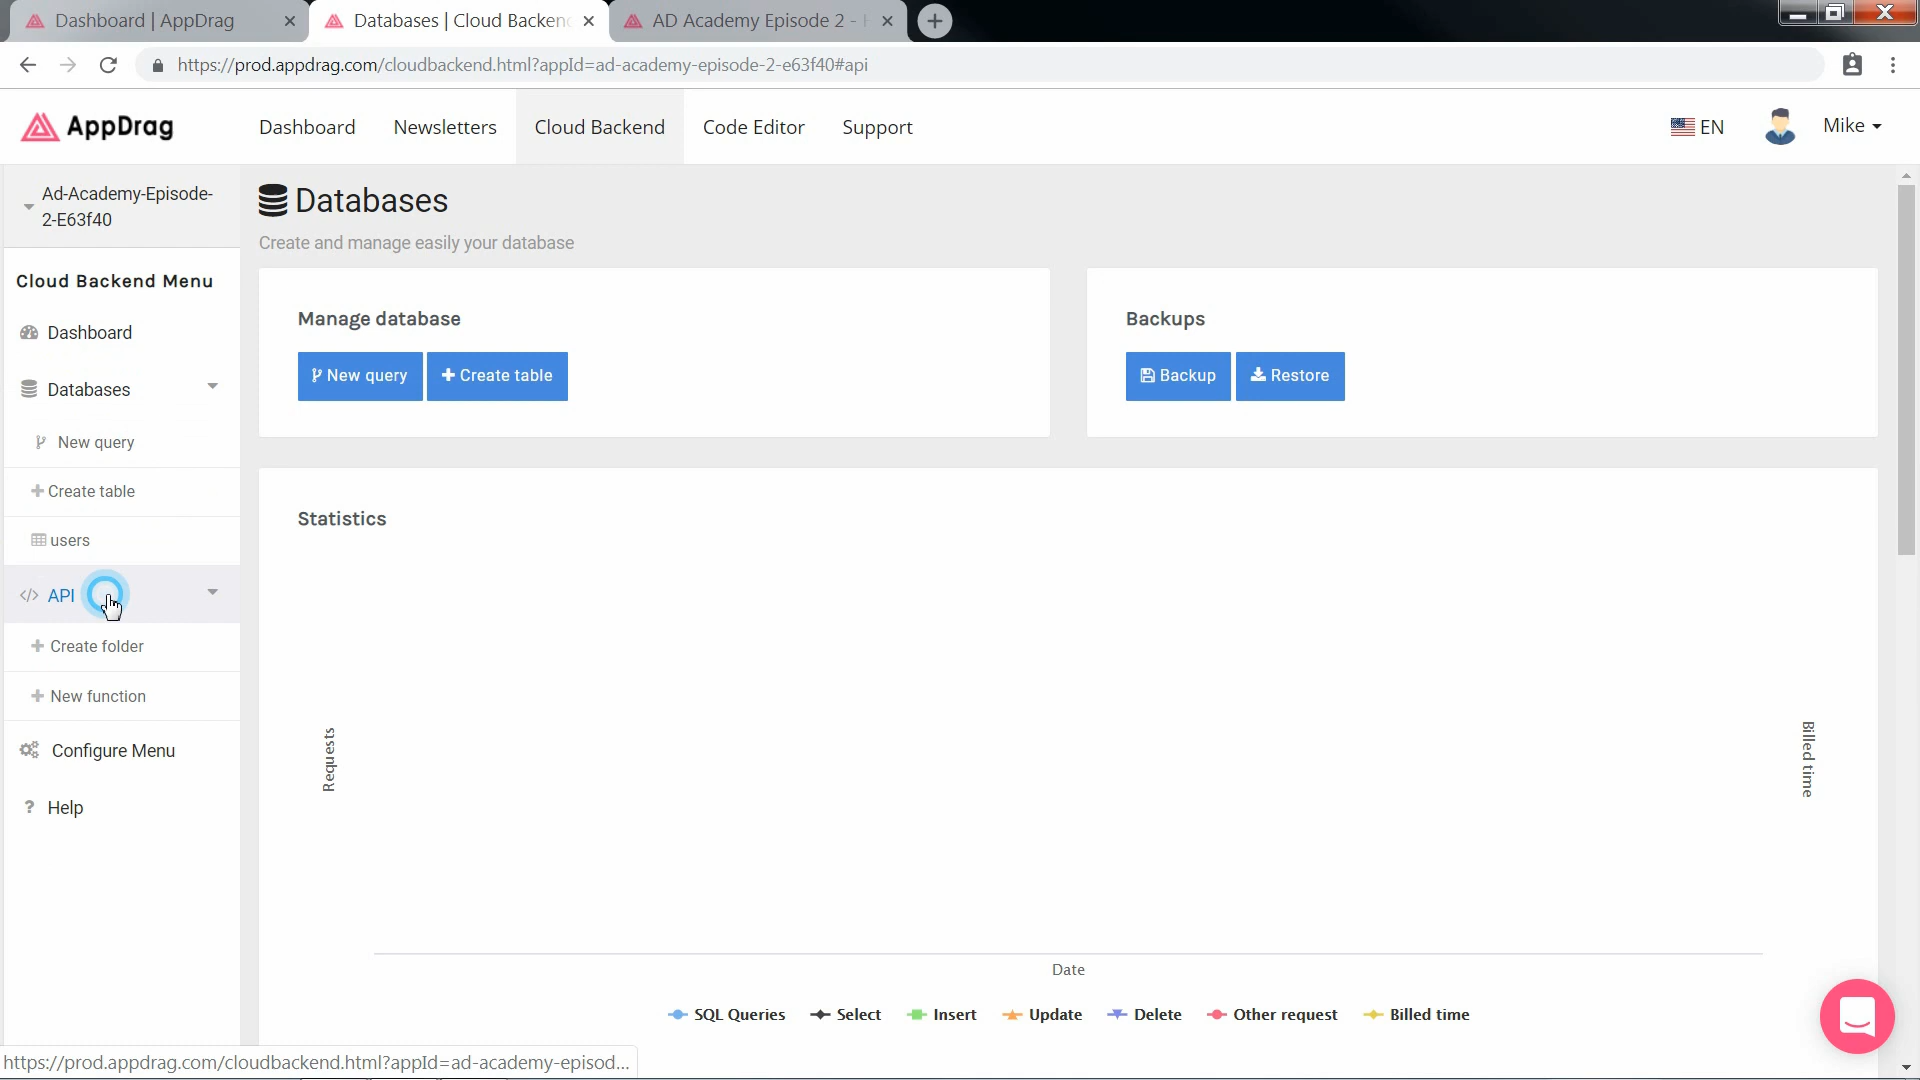 Dashboard | AppDrag
Databases | Cloud Backen
AD Academy Episode 2 -
https://prod.appdrag.com/cloudbackend.html?appId=ad-academy-episode-2-e63f40#api
AppDrag
Dashboard
Newsletters
Cloud Backend
Code Editor
Support
EN
Mike
Ad-Academy-Episode-
2-E63f40
Cloud Backend Menu
Dashboard
Databases
New query
+ Create table
users
</> API
+ Create folder
+ New function
Configure Menu
? Help
Databases
Create and manage easily your database
Manage database
New query
+ Create table
Backups
Backup
Restore
Statistics
Requests
Billed time
Date
SQL Queries
Select
Insert
Update
Delete
Other request
Billed time
https://prod.appdrag.com/cloudbackend.html?appId=ad-academy-episod...